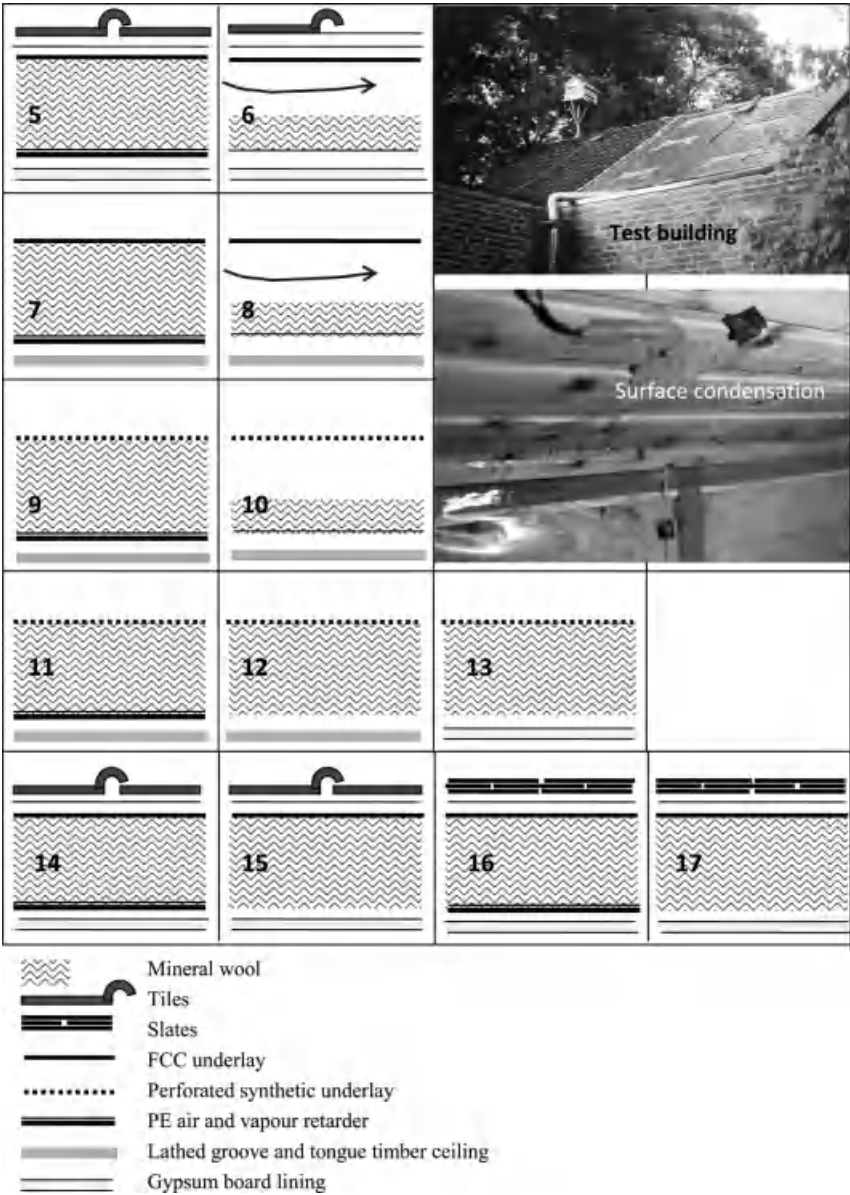 5
6
Test building
7
8
Surface condensation
9
10
11
12
13
14
15
16
17
Mineral wool
Tiles
Slates
FCC underlay
Perforated synthetic underlay
PE air and vapour retarder
Lathed groove and tongue timber ceiling
Gypsum board lining